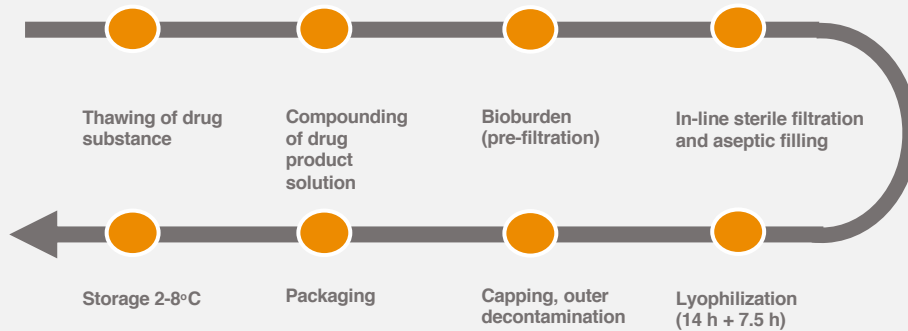 Thawing of drug
substance
Compounding
of drug
product
solution
Bioburden
(pre-filtration)
In-line sterile filtration
and aseptic filling
Storage 2-8°C
Packaging
Capping, outer
decontamination
Lyophilization
(14 h + 7.5 h)